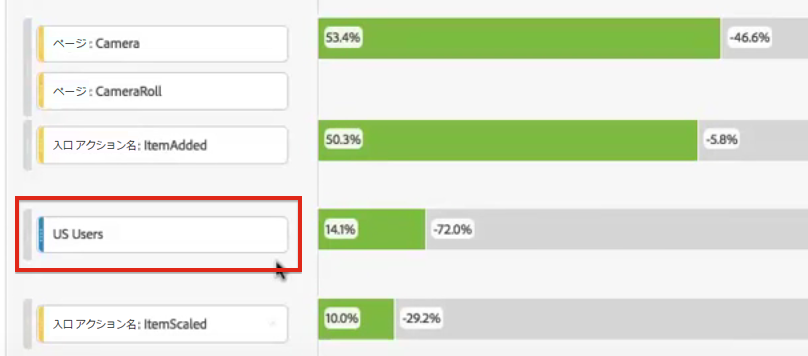 ページ : Camera
53.4%
-46.6%
ページ : CameraRoll
入口 アクション名: ItemAdded
50.3%
-5.8%
US Users
14.1%
-72.0%
入口 アクション名: ItemScaled
10.0%
-29.2%